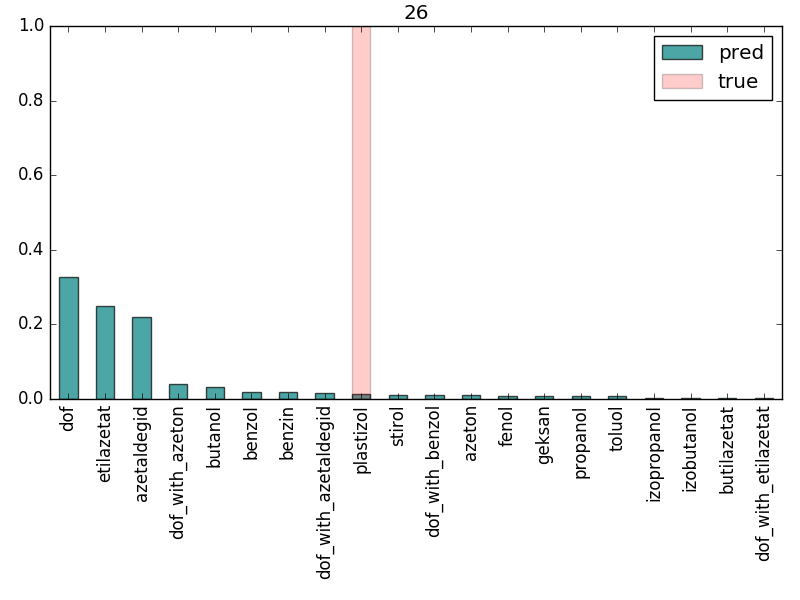 26
1.0
0.8
0.6
0.4
0.2
0.0
pred
true
dof
etilazetat
azetaldegid
dof_with_azeton
butanol
benzol
benzin
dof_with_azetaldegid
plastizol
stirol
dof_with_benzol
azeton
fenol
geksan
propanol
toluol
izopropanol
izobutanol
butilazetat
dof_with_etilazetat